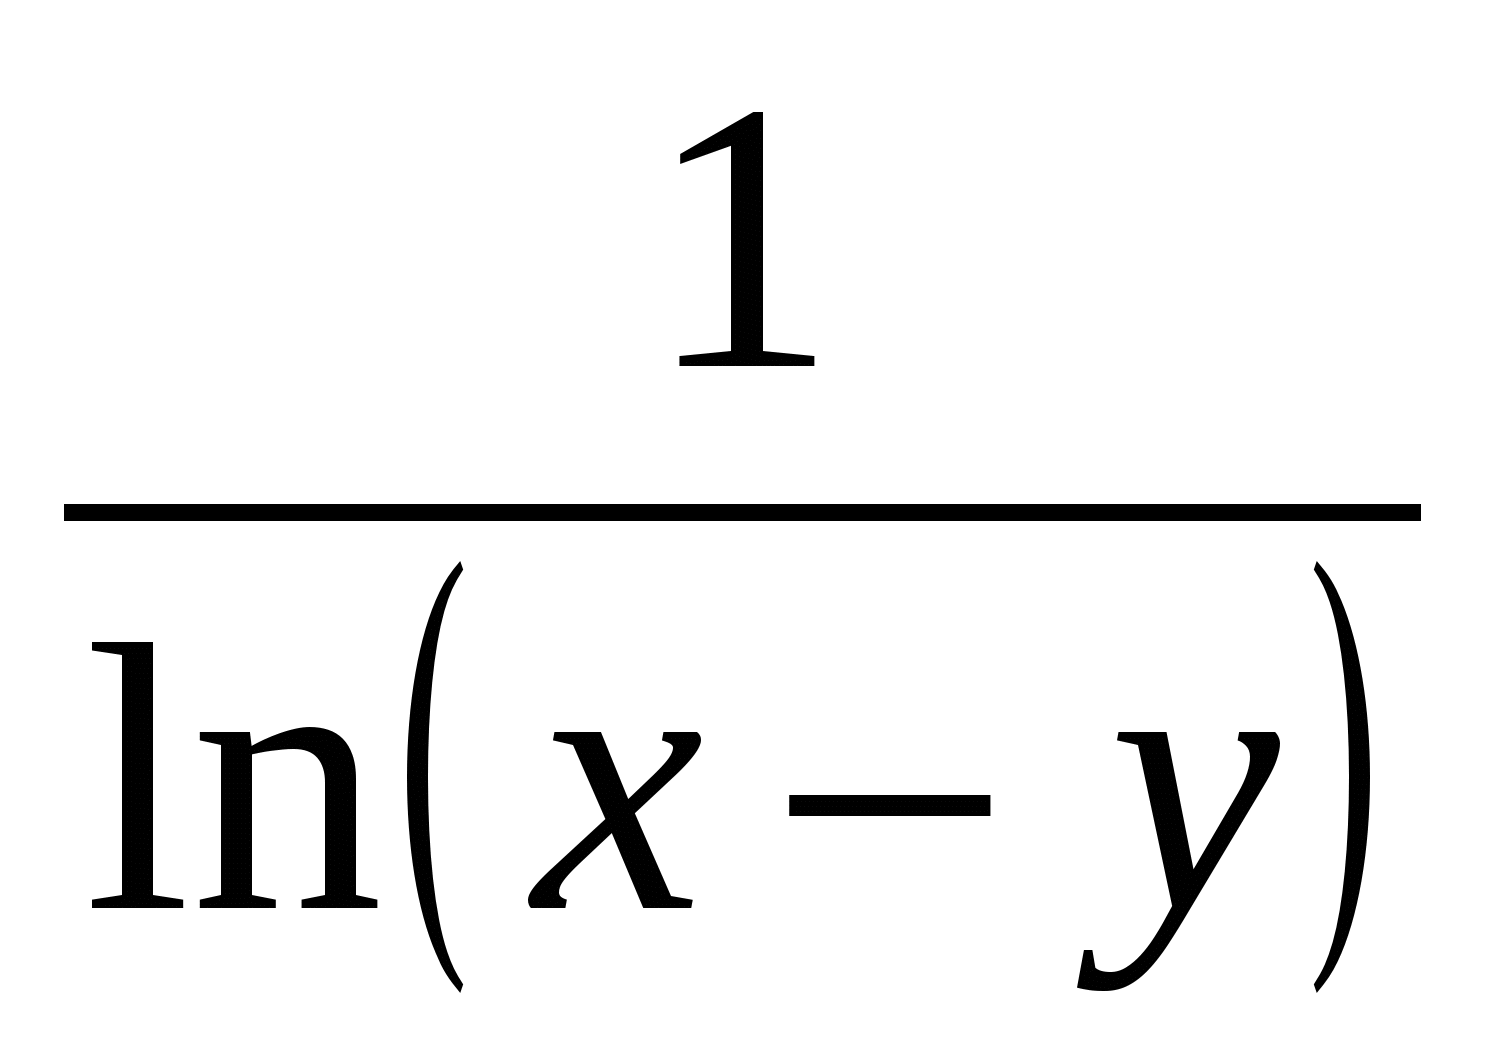 1
ln(x − y)